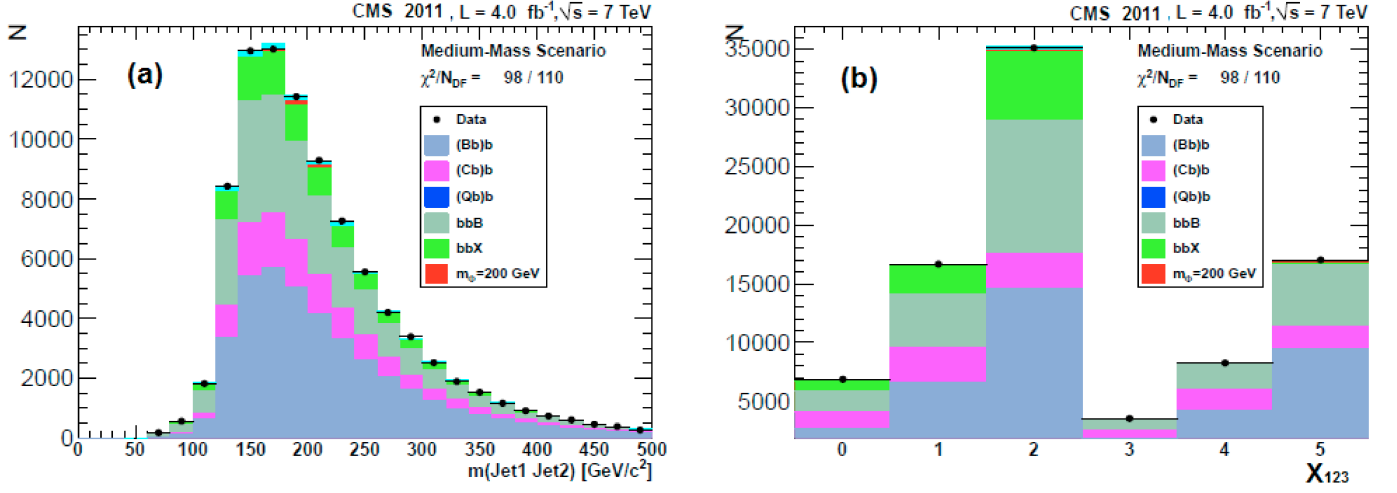 CMS 2011 , L = 4.0 fb⁻¹,√s = 7 TeV
N
(a)
Medium-Mass Scenario
χ²/N_DF = 98 / 110
Data
(Bb)b
(Cb)b
(Qb)b
bbB
bbX
m_Φ=200 GeV
12000
10000
8000
6000
4000
2000
0
0 50 100 150 200 250 300 350 400 450 500
m(Jet1 Jet2) [GeV/c²]
CMS 2011 , L = 4.0 fb⁻¹,√s = 7 TeV
N
(b)
Medium-Mass Scenario
χ²/N_DF = 98 / 110
Data
(Bb)b
(Cb)b
(Qb)b
bbB
bbX
m_Φ=200 GeV
35000
30000
25000
20000
15000
10000
5000
0 1 2 3 4 5
X₁₂₃